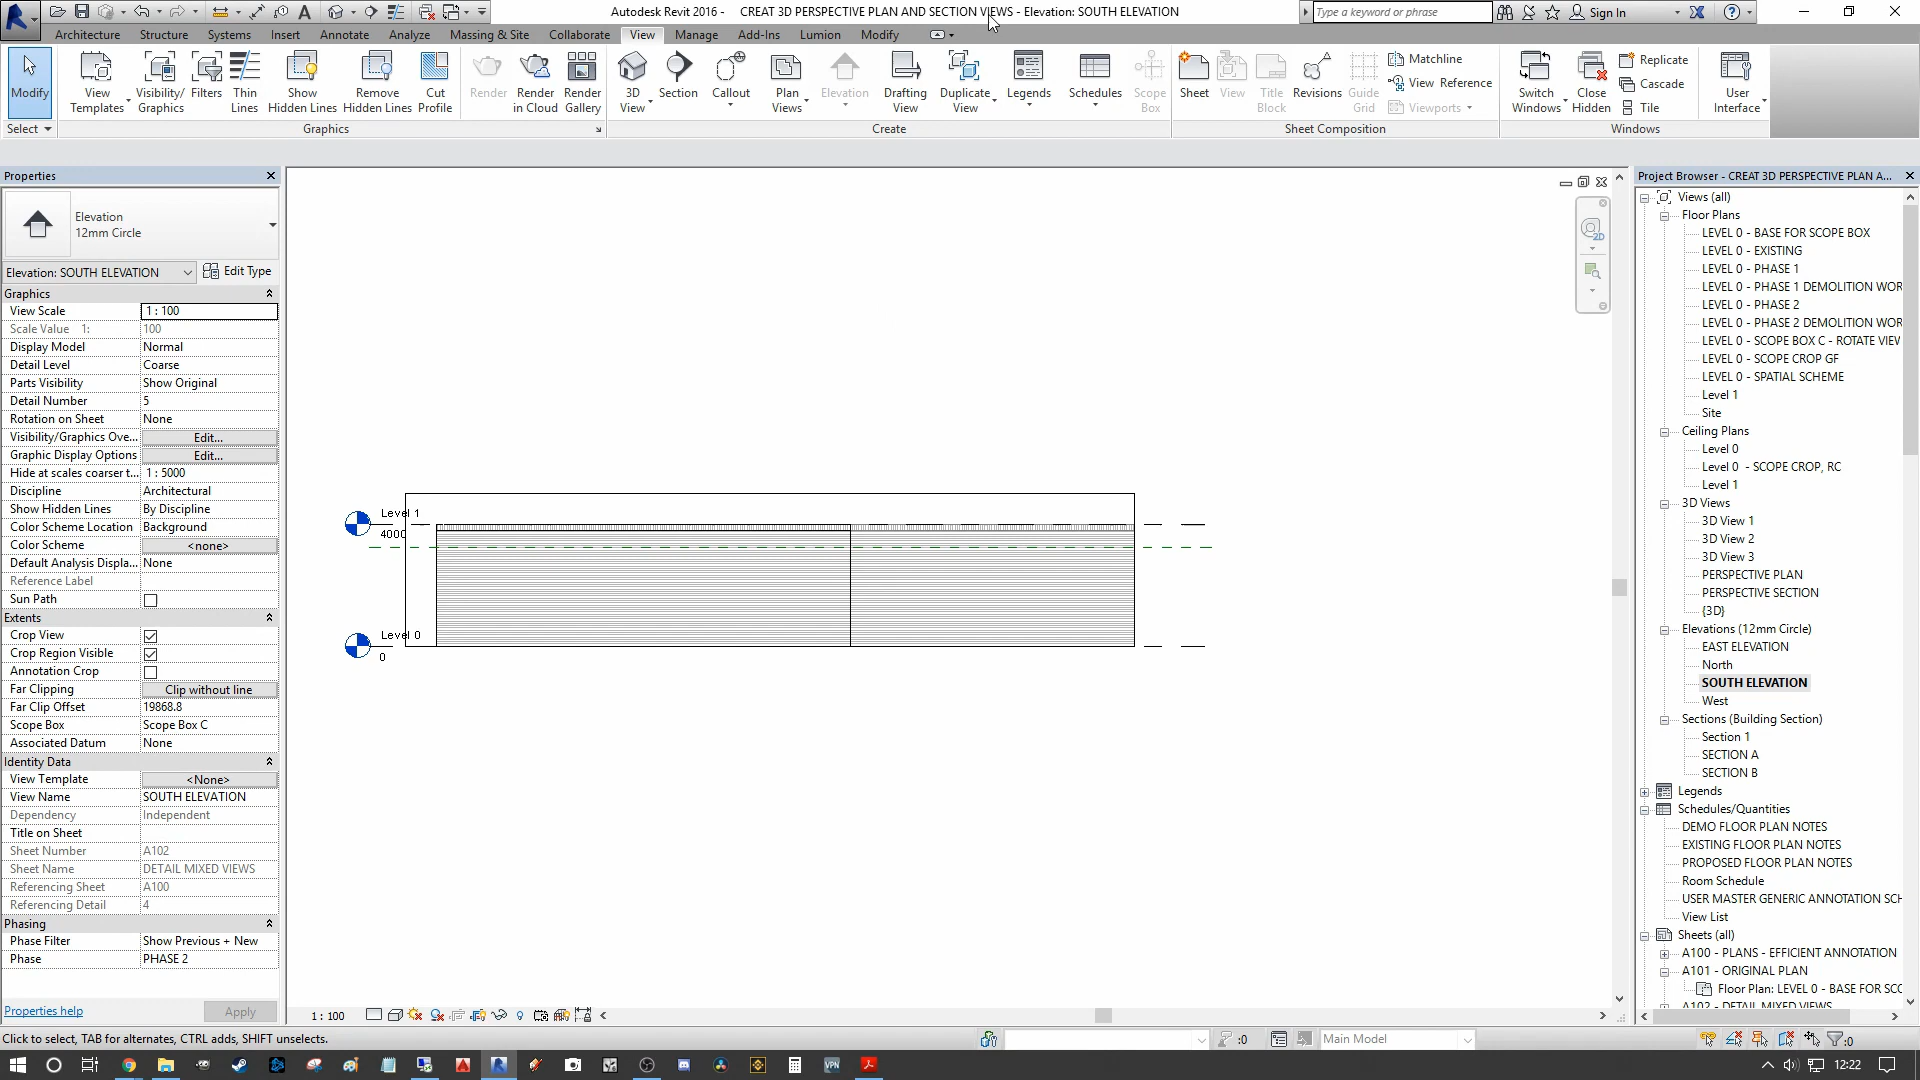 Autodesk Revit 2016 - CREAT 3D PERSPECTIVE PLAN AND SECTION VIEWS - Elevation: SOUTH ELEVATION
Type a keyword or phrase
Sign In
Architecture Structure Systems Insert Annotate Analyze Massing & Site Collaborate View Manage Add-Ins Lumion Modify
Modify
View Templates
Visibility/ Graphics
Filters
Thin Lines
Show Hidden Lines
Remove Hidden Lines
Cut Profile
Render
Render in Cloud
Render Gallery
3D View
Section
Callout
Plan Views
Elevation
Drafting View
Duplicate View
Legends
Schedules
Scope Box
Sheet
View
Title Block
Revisions
Guide Grid
Matchline
View Reference
Viewports
Switch Windows
Close Hidden
Replicate
Cascade
Tile
User Interface
Select
Graphics
Create
Sheet Composition
Windows
Properties
Elevation
12mm Circle
Elevation: SOUTH ELEVATION
Edit Type
Graphics
View Scale 1 : 100
Scale Value 1: 100
Display Model Normal
Detail Level Coarse
Parts Visibility Show Original
Detail Number 5
Rotation on Sheet None
Visibility/Graphics Ove... Edit...
Graphic Display Options Edit...
Hide at scales coarser t... 1 : 5000
Discipline Architectural
Show Hidden Lines By Discipline
Color Scheme Location Background
Color Scheme <none>
Default Analysis Displa... None
Reference Label
Sun Path
Extents
Crop View
Crop Region Visible
Annotation Crop
Far Clipping Clip without line
Far Clip Offset 19868.8
Scope Box Scope Box C
Associated Datum None
Identity Data
View Template <None>
View Name SOUTH ELEVATION
Dependency Independent
Title on Sheet
Sheet Number A102
Sheet Name DETAIL MIXED VIEWS
Referencing Sheet A100
Referencing Detail 4
Phasing
Phase Filter Show Previous + New
Phase PHASE 2
Properties help
Apply
Level 1
4000
Level 0
0
2D
Project Browser - CREAT 3D PERSPECTIVE PLAN A...
Views (all)
Floor Plans
LEVEL 0 - BASE FOR SCOPE BOX
LEVEL 0 - EXISTING
LEVEL 0 - PHASE 1
LEVEL 0 - PHASE 1 DEMOLITION WOR
LEVEL 0 - PHASE 2
LEVEL 0 - PHASE 2 DEMOLITION WOR
LEVEL 0 - SCOPE BOX C - ROTATE VIEV
LEVEL 0 - SCOPE CROP GF
LEVEL 0 - SPATIAL SCHEME
Level 1
Site
Ceiling Plans
Level 0
Level 0 - SCOPE CROP, RC
Level 1
3D Views
3D View 1
3D View 2
3D View 3
PERSPECTIVE PLAN
PERSPECTIVE SECTION
{3D}
Elevations (12mm Circle)
EAST ELEVATION
North
SOUTH ELEVATION
West
Sections (Building Section)
Section 1
SECTION A
SECTION B
Legends
Schedules/Quantities
DEMO FLOOR PLAN NOTES
EXISTING FLOOR PLAN NOTES
PROPOSED FLOOR PLAN NOTES
Room Schedule
USER MASTER GENERIC ANNOTATION SCH
View List
Sheets (all)
A100 - PLANS - EFFICIENT ANNOTATION
A101 - ORIGINAL PLAN
Floor Plan: LEVEL 0 - BASE FOR SCO
A102 - DETAIL MIXED VIEWS
1 : 100
Click to select, TAB for alternates, CTRL adds, SHIFT unselects.
:0
Main Model
:0
VPN
12:22